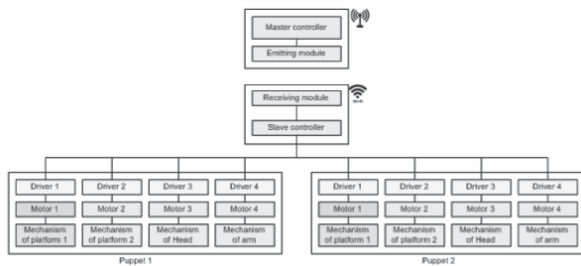 Master controller
Emitting module
Receiving module
Wi-Fi
Slave controller
Driver 1 Driver 2 Driver 3 Driver 4 Driver 1 Driver 2 Driver 3 Driver 4
Motor 1 Motor 2 Motor 3 Motor 4 Motor 1 Motor 2 Motor 3 Motor 4
Mechanism Mechanism Mechanism Mechanism Mechanism Mechanism Mechanism Mechanism
of platform 1 of platform 2 of Head of arm of platform 1 of platform 2 of Head of arm
Puppet 1 Puppet 2